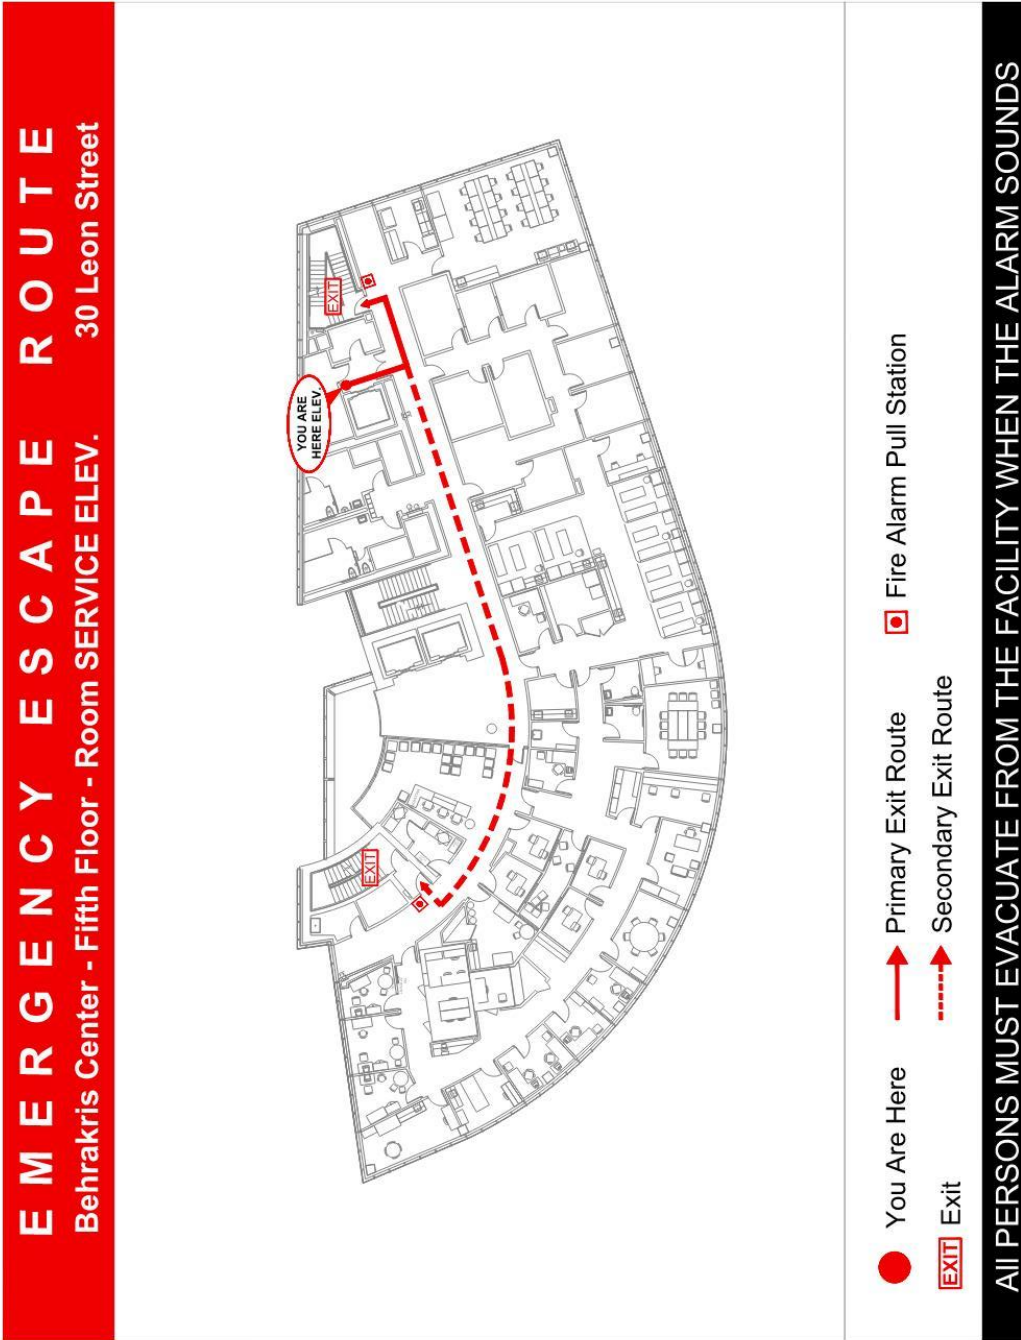 EMERGENCY ESCAPE ROUTE
Behrakris Center - Fifth Floor - Room SERVICE ELEV. 30 Leon Street
EXIT
YOU ARE
HERE ELEV.
EXIT
You Are Here
Primary Exit Route
Fire Alarm Pull Station
EXIT Exit
Secondary Exit Route
All PERSONS MUST EVACUATE FROM THE FACILITY WHEN THE ALARM SOUNDS